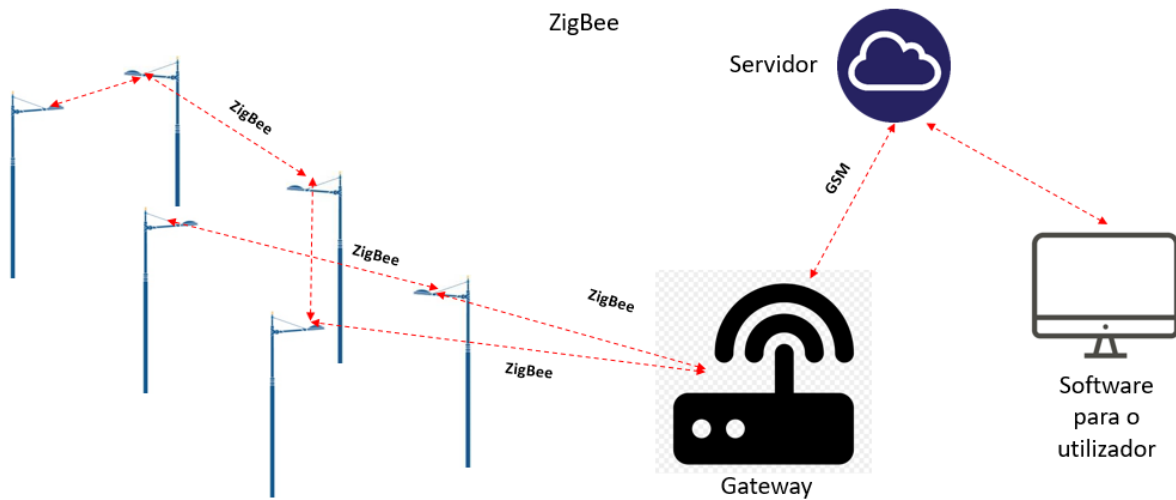 ZigBee
Servidor
ZigBee
GSM
ZigBee
ZigBee
ZigBee
Gateway
Software
para o
utilizador